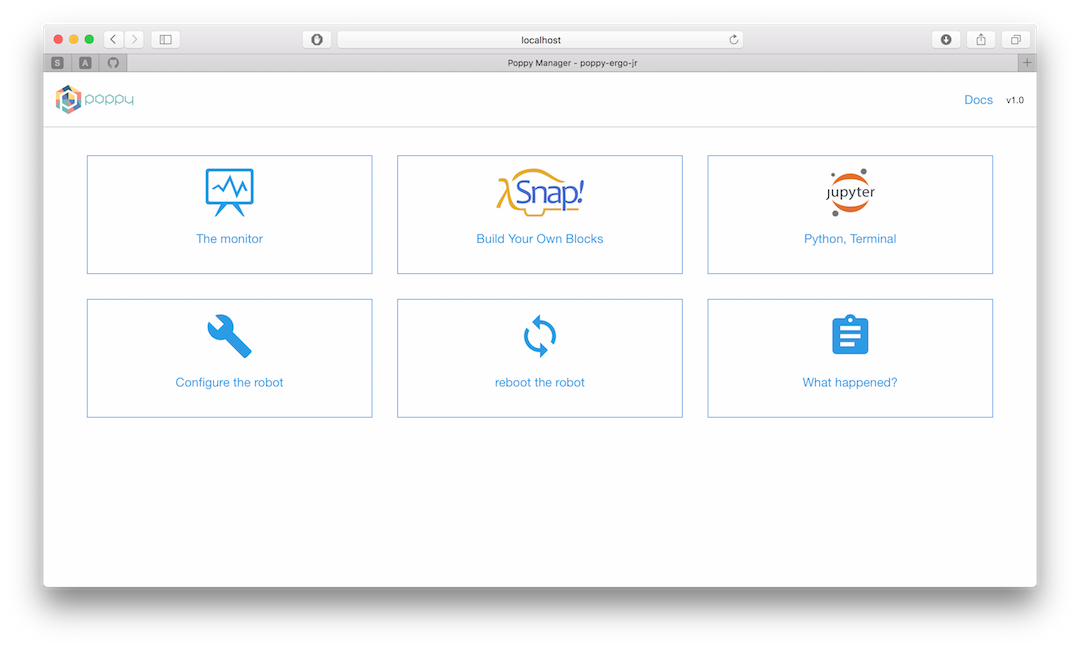 localhost
S
A
Poppy Manager - poppy-ergo-jr
poppy
Docs v1.0
λSnap!
jupyter
The monitor
Build Your Own Blocks
Python, Terminal
Configure the robot
reboot the robot
What happened?